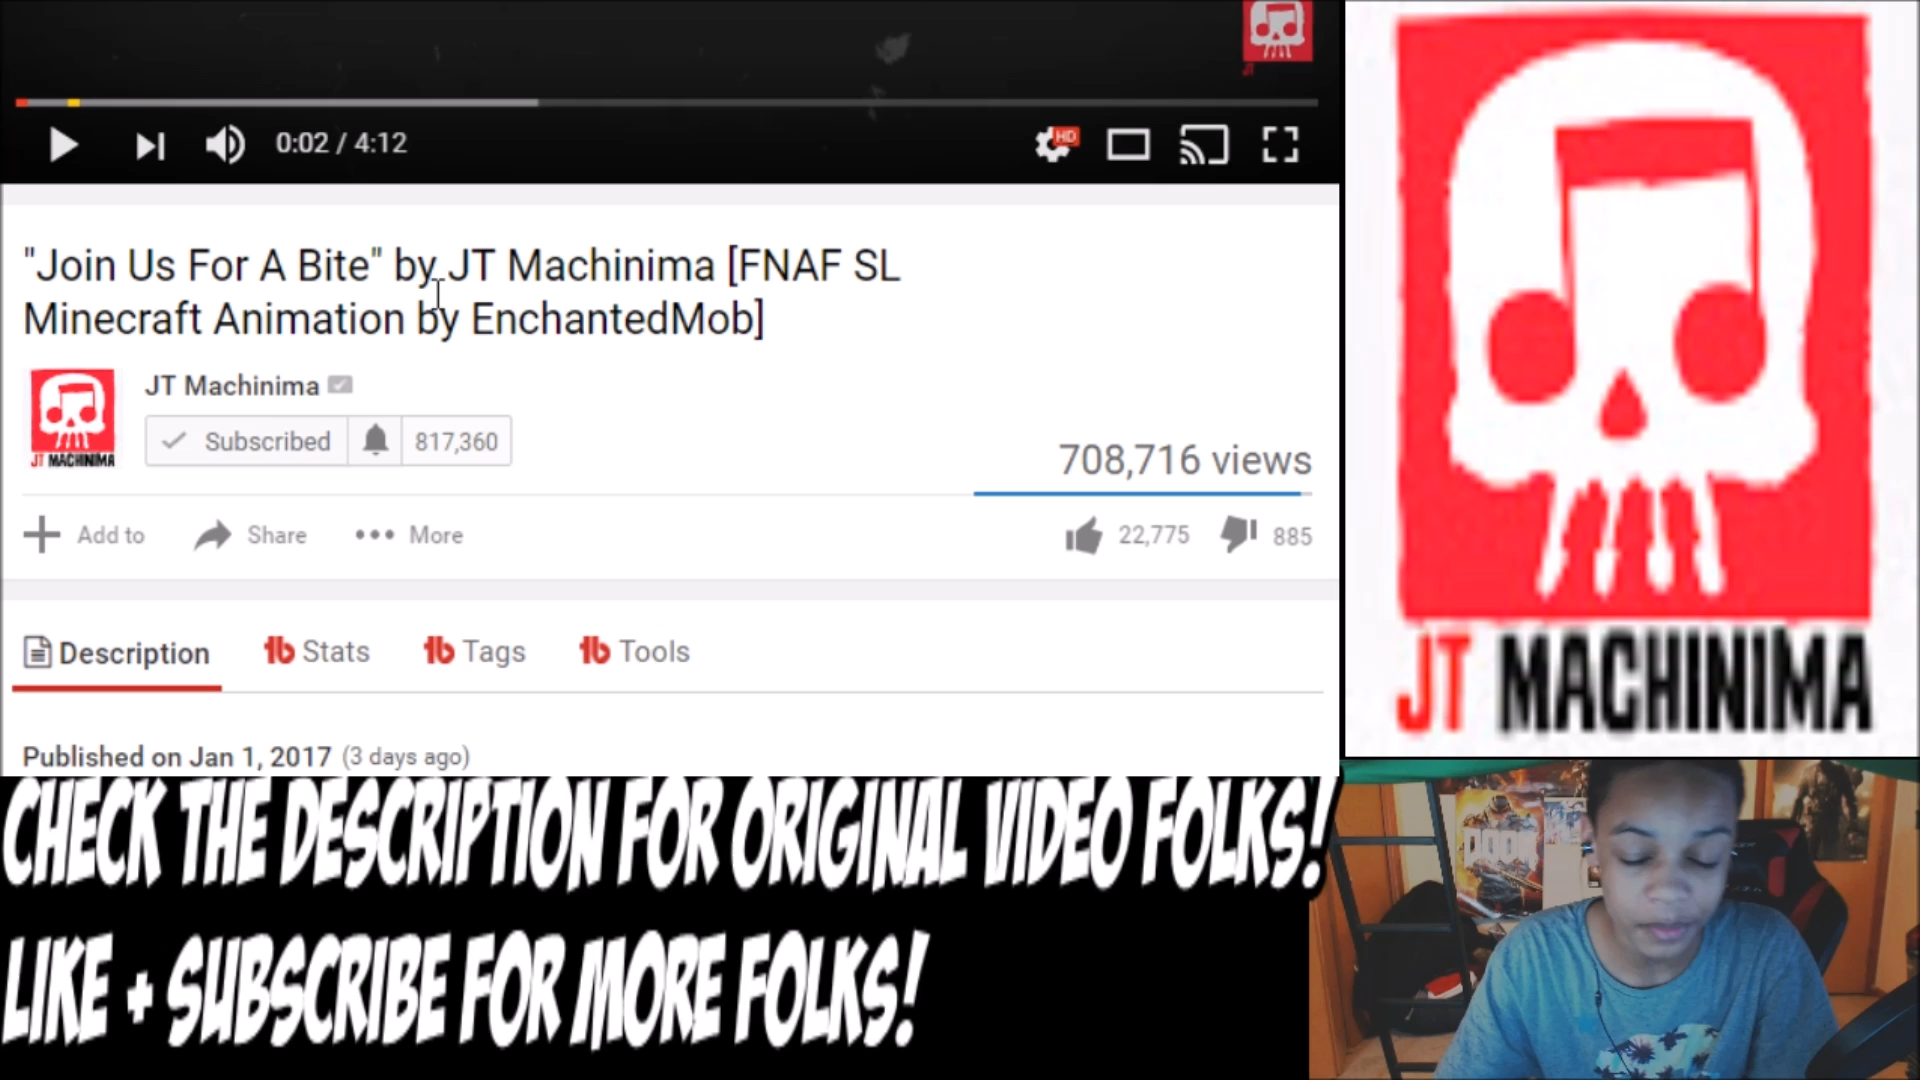 HD
0:02 / 4:12
"Join Us For A Bite" by JT Machinima [FNAF SL
Minecraft Animation by EnchantedMob]
JT MACHINIMA
JT Machinima
Subscribed 817,360
708,716 views
Add to Share More 22,775 885
Description Stats Tags Tools
Published on Jan 1, 2017 (3 days ago)
JT MACHINIMA
CHECK THE DESCRIPTION FOR ORIGINAL VIDEO FOLKS!
LIKE + SUBSCRIBE FOR MORE FOLKS!
DOOM